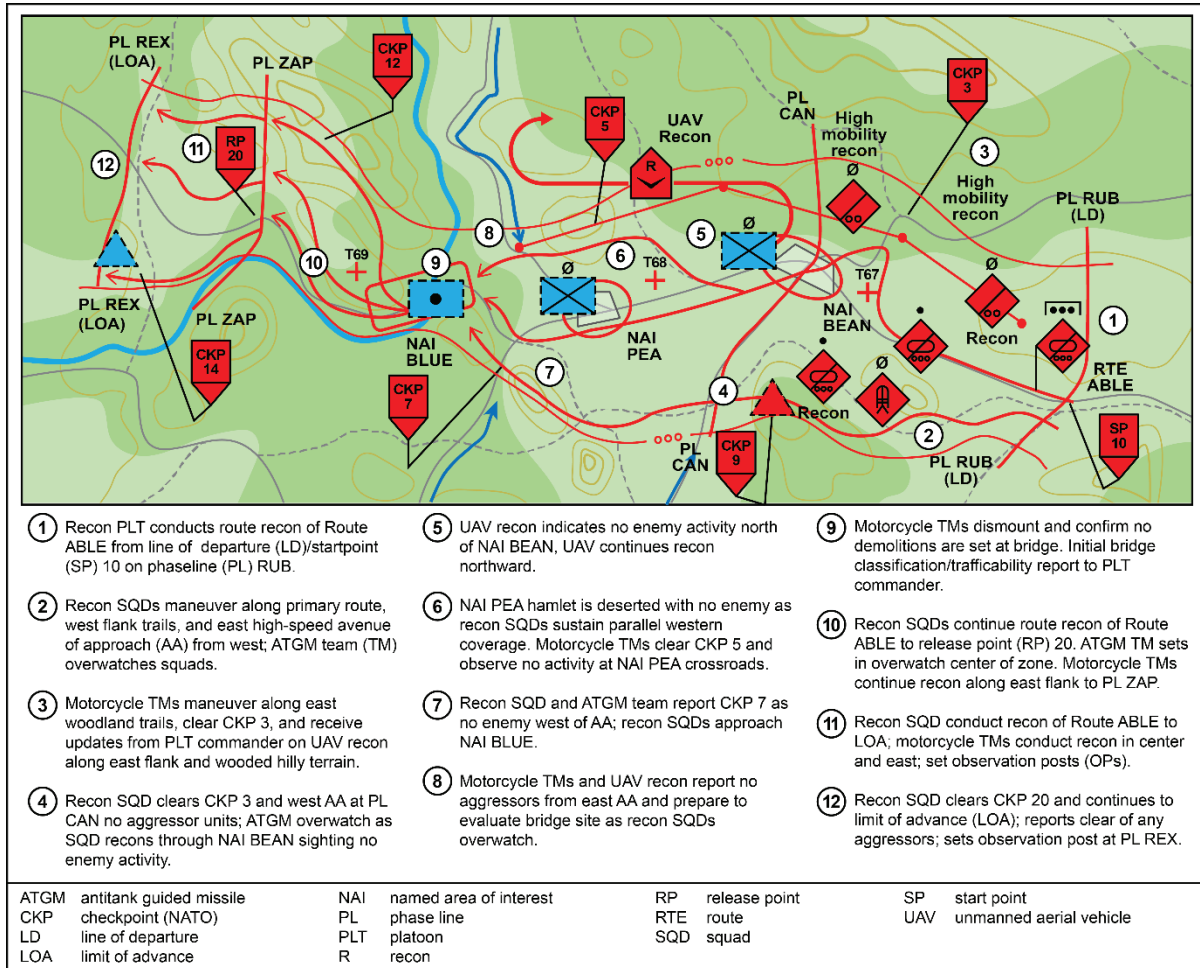 PL REX
(LOA)
PL ZAP
CKP
12
CKP
5
UAV
Recon
PL
CAN
High
mobility
recon
CKP
3
3
High
mobility
recon
PL RUB
(LD)
12
11
RP
20
R
Ø
Ø
8
5
6
T69
10
9
Ø
T68
T67
Ø
1
PL REX
(LOA)
PL ZAP
NAI
BLUE
NAI
PEA
NAI
BEAN
Recon
RTE
ABLE
CKP
14
CKP
7
7
4
Recon
2
PL
CAN
CKP
9
PL RUB
(LD)
SP
10
1 Recon PLT conducts route recon of Route
ABLE from line of departure (LD)/startpoint
(SP) 10 on phaseline (PL) RUB.
2 Recon SQDs maneuver along primary route,
west flank trails, and east high-speed avenue
of approach (AA) from west; ATGM team (TM)
overwatches squads.
3 Motorcycle TMs maneuver along east
woodland trails, clear CKP 3, and receive
updates from PLT commander on UAV recon
along east flank and wooded hilly terrain.
4 Recon SQD clears CKP 3 and west AA at PL
CAN no aggressor units; ATGM overwatch as
SQD recons through NAI BEAN sighting no
enemy activity.
5 UAV recon indicates no enemy activity north
of NAI BEAN, UAV continues recon
northward.
6 NAI PEA hamlet is deserted with no enemy as
recon SQDs sustain parallel western
coverage. Motorcycle TMs clear CKP 5 and
observe no activity at NAI PEA crossroads.
7 Recon SQD and ATGM team report CKP 7 as
no enemy west of AA; recon SQDs approach
NAI BLUE.
8 Motorcycle TMs and UAV recon report no
aggressors from east AA and prepare to
evaluate bridge site as recon SQDs
overwatch.
9 Motorcycle TMs dismount and confirm no
demolitions are set at bridge. Initial bridge
classification/trafficability report to PLT
commander.
10 Recon SQDs continue route recon of Route
ABLE to release point (RP) 20. ATGM TM sets
in overwatch center of zone. Motorcycle TMs
continue recon along east flank to PL ZAP.
11 Recon SQD conduct recon of Route ABLE to
LOA; motorcycle TMs conduct recon in center
and east; set observation posts (OPs).
12 Recon SQD clears CKP 20 and continues to
limit of advance (LOA); reports clear of any
aggressors; sets observation post at PL REX.
ATGM antitank guided missile
CKP checkpoint (NATO)
LD line of departure
LOA limit of advance
NAI named area of interest
PL phase line
PLT platoon
R recon
RP release point
RTE route
SQD squad
SP start point
UAV unmanned aerial vehicle